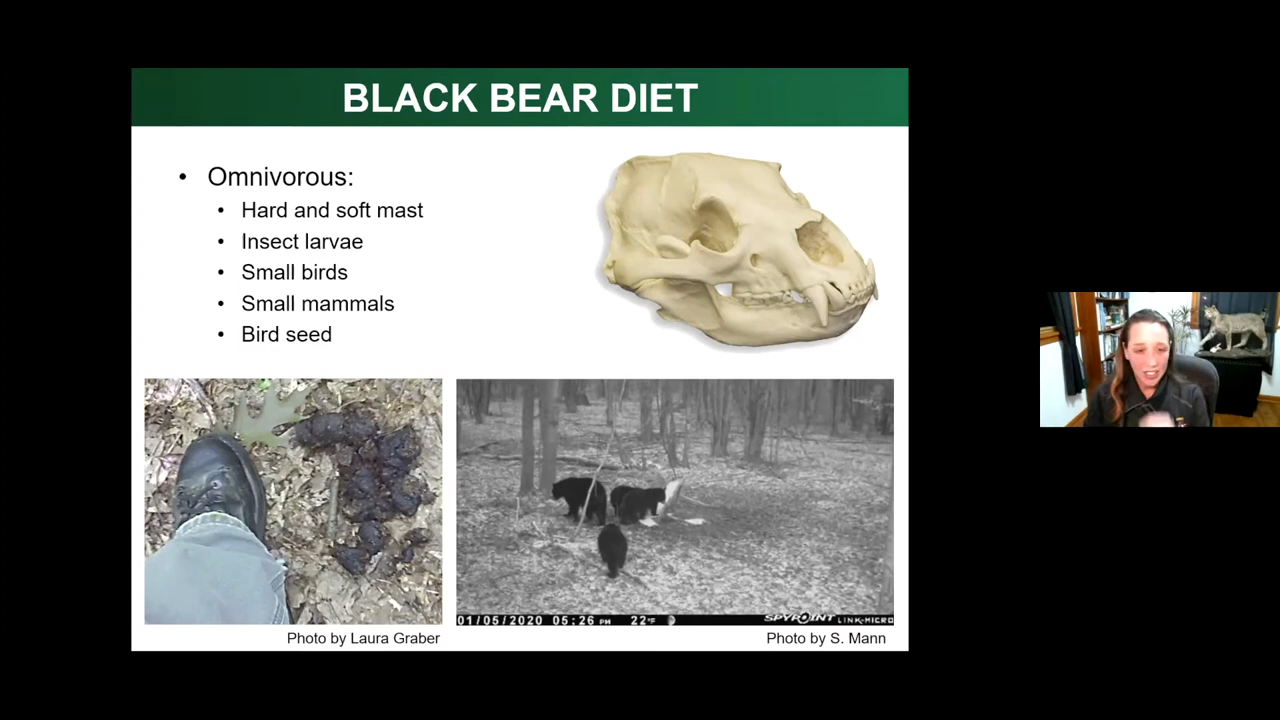 BLACK BEAR DIET
• Omnivorous:
• Hard and soft mast
• Insect larvae
• Small birds
• Small mammals
• Bird seed
01/05/2020 05:26 PM 22°F SPYPOINT LINK-MICRO
Photo by Laura Graber
Photo by S. Mann